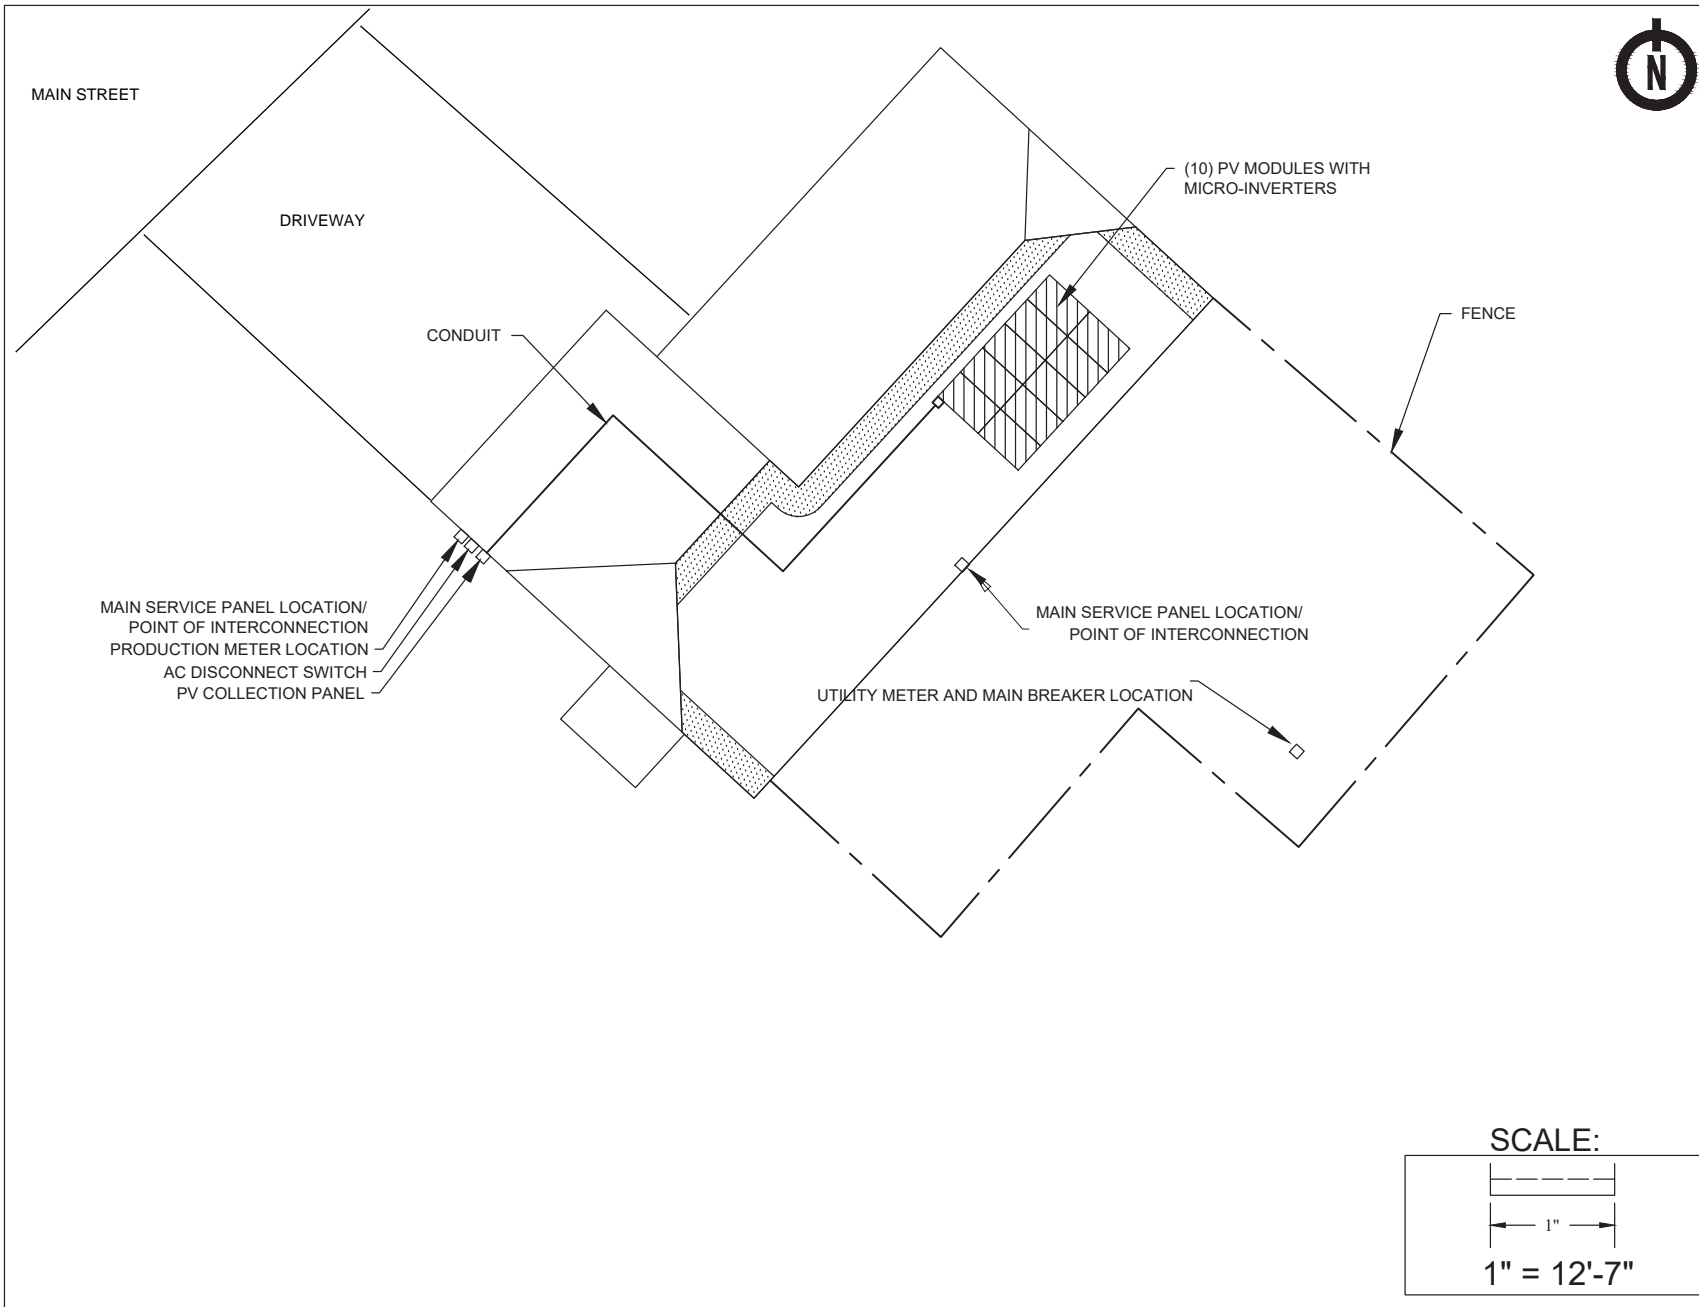 MAIN STREET
N
(10) PV MODULES WITH
MICRO-INVERTERS
DRIVEWAY
CONDUIT
FENCE
MAIN SERVICE PANEL LOCATION/
POINT OF INTERCONNECTION
PRODUCTION METER LOCATION
AC DISCONNECT SWITCH
PV COLLECTION PANEL
MAIN SERVICE PANEL LOCATION/
POINT OF INTERCONNECTION
UTILITY METER AND MAIN BREAKER LOCATION
SCALE:
1"
1" = 12'-7"